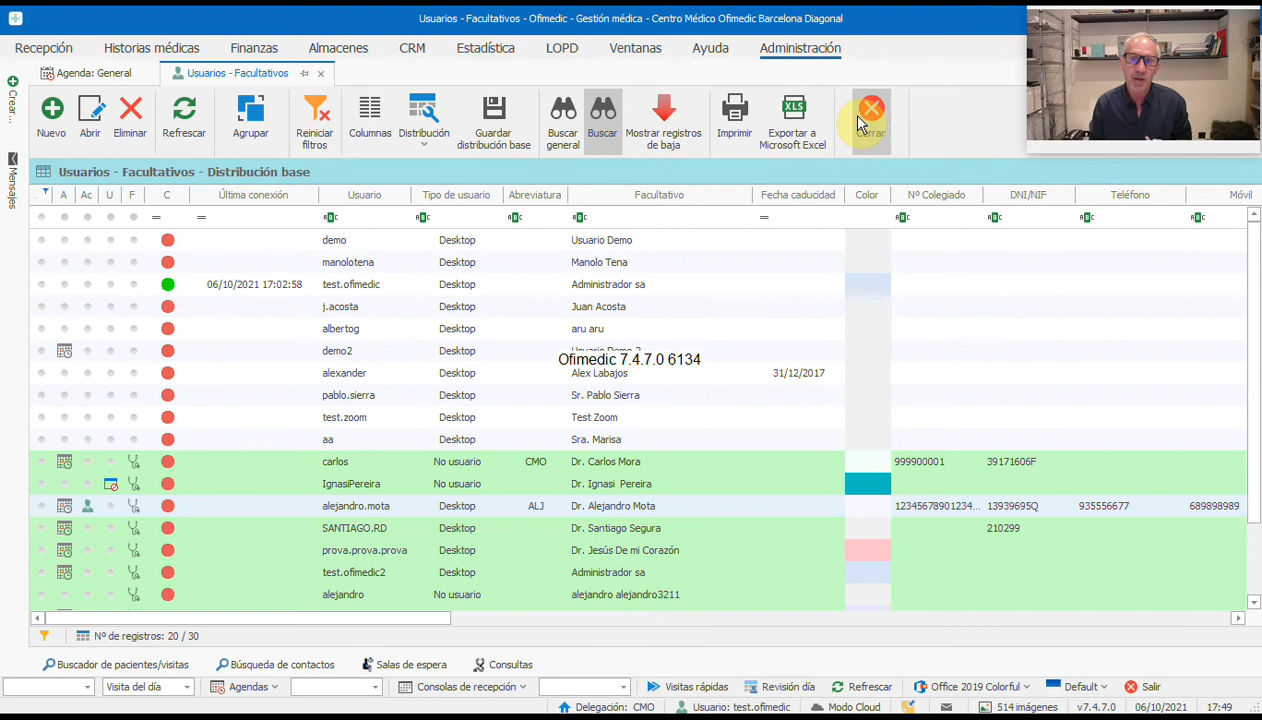 Usuarios - Facultativos - Ofimedic - Gestión médica - Centro Médico Ofimedic Barcelona Diagonal
Recepción Historias médicas Finanzas Almacenes CRM Estadística LOPD Ventanas Ayuda Administración
Agenda: General Usuarios - Facultativos
Crear...
Mensajes
Nuevo Abrir Eliminar Refrescar Agrupar Reiniciar filtros Columnas Distribución Guardar distribución base Buscar general Buscar Mostrar registros de baja Imprimir Exportar a Microsoft Excel Cerrar
Usuarios - Facultativos - Distribución base
A Ac U F C Última conexión Usuario Tipo de usuario Abreviatura Facultativo Fecha caducidad Color Nº Colegiado DNI/NIF Teléfono Móvil
demo Desktop Usuario Demo
manolotena Desktop Manolo Tena
06/10/2021 17:02:58 test.ofimedic Desktop Administrador sa
j.acosta Desktop Juan Acosta
albertog Desktop aru aru
demo2 Desktop Usuario Demo 2
Ofimedic 7.4.7.0 6134
alexander Desktop Alex Labajos 31/12/2017
pablo.sierra Desktop Sr. Pablo Sierra
test.zoom Desktop Test Zoom
aa Desktop Sra. Marisa
carlos No usuario CMO Dr. Carlos Mora 999900001 39171606F
IgnasiPereira No usuario Dr. Ignasi Pereira
alejandro.mota Desktop ALJ Dr. Alejandro Mota 12345678901234... 13939695Q 935556677 689898989
SANTIAGO.RD Desktop Dr. Santiago Segura 210299
prova.prova.prova Desktop Dr. Jesús De mi Corazón
test.ofimedic2 Desktop Administrador sa
alejandro No usuario alejandro alejandro3211
Nº de registros: 20 / 30
Buscador de pacientes/visitas Búsqueda de contactos Salas de espera Consultas
Visita del día Agendas Consolas de recepción Visitas rápidas Revisión día Refrescar Office 2019 Colorful Default Salir
Delegación: CMO Usuario: test.ofimedic Modo Cloud 514 imágenes v7.4.7.0 06/10/2021 17:49